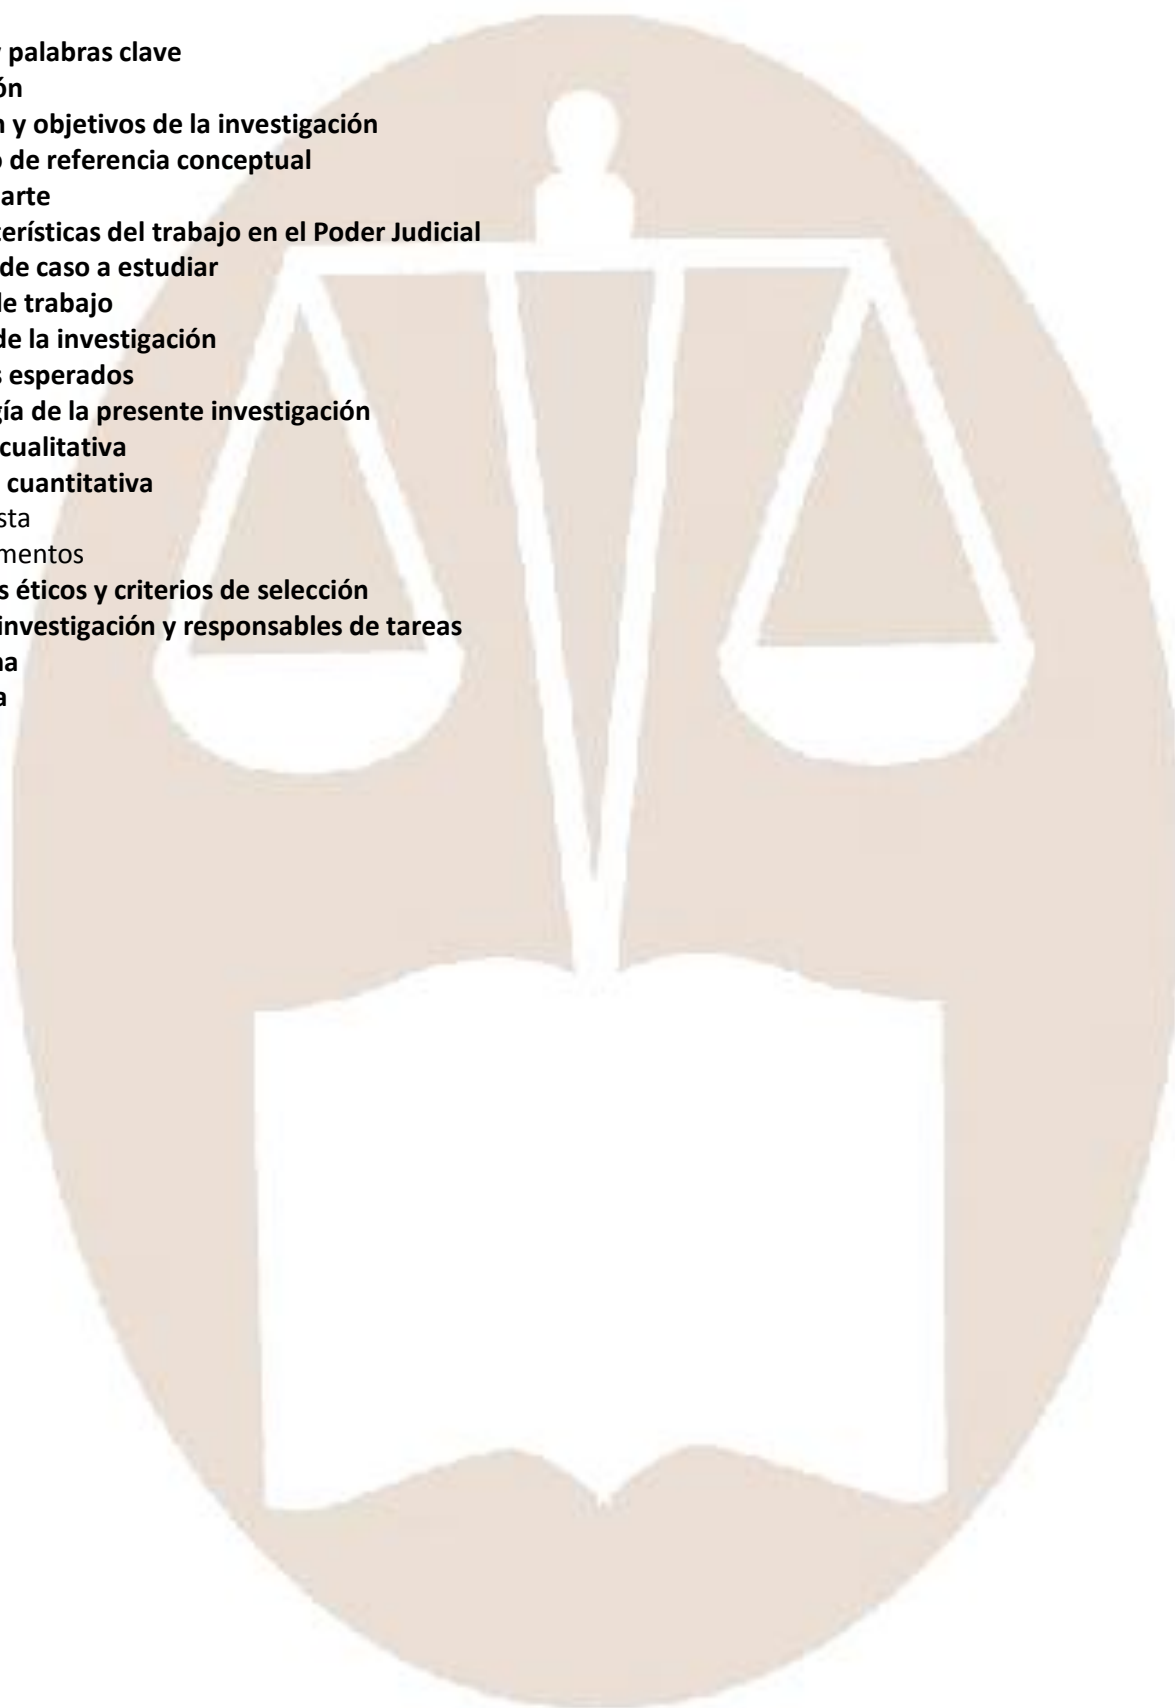 y palabras clave
ón
n y objetivos de la investigación
o de referencia conceptual
arte
terísticas del trabajo en el Poder Judicial
de caso a estudiar
de trabajo
de la investigación
s esperados
gía de la presente investigación
cualitativa
cuantitativa
sta
mentos
s éticos y criterios de selección
investigación y responsables de tareas
na
a